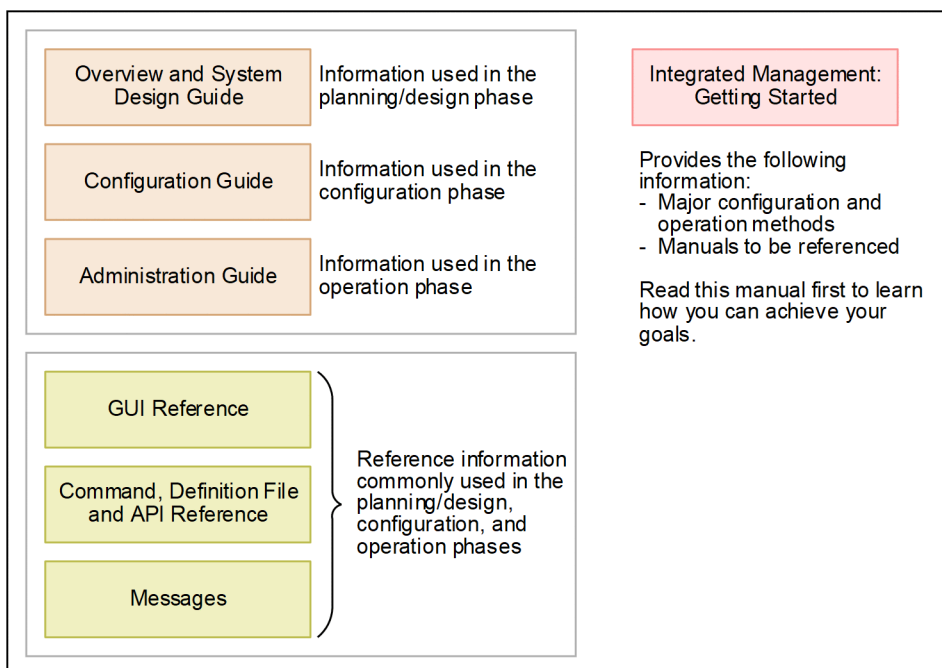 Overview and System
Design Guide
Information used in the
planning/design phase
Configuration Guide
Information used in the
configuration phase
Administration Guide
Information used in the
operation phase
GUI Reference
Command, Definition File
and API Reference
Messages
Reference information
commonly used in the
planning/design,
configuration, and
operation phases
Integrated Management:
Getting Started
Provides the following
information:
- Major configuration and
operation methods
- Manuals to be referenced
Read this manual first to learn
how you can achieve your
goals.